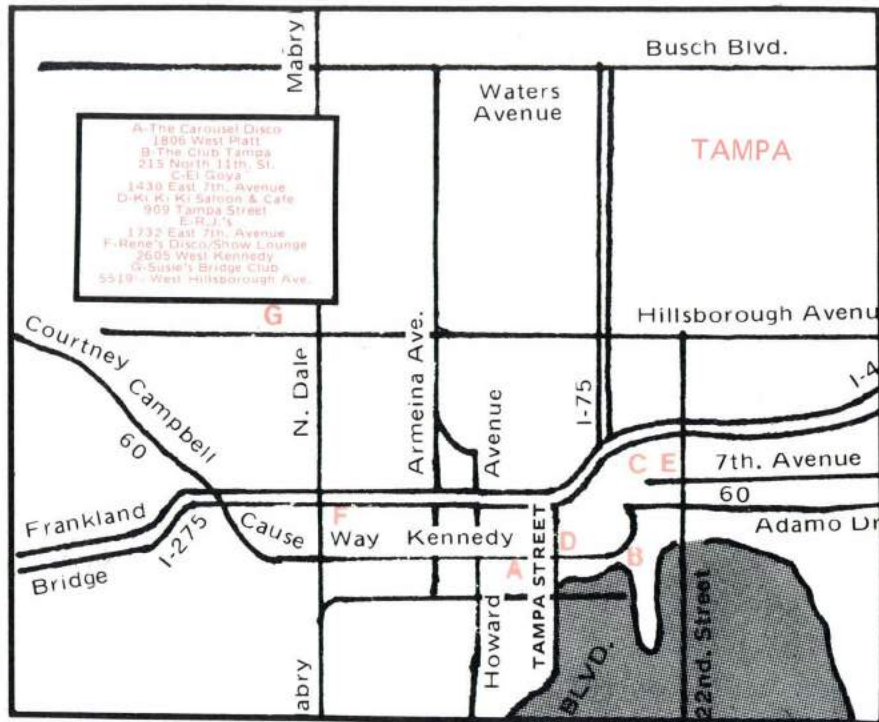 Mabry
Busch Blvd.
Waters
Avenue
TAMPA
A-The Carousel Disco
1806 West Platt
B-The Club Tampa
215 North 11th. St.
C-El Goya
1430 East 7th. Avenue
D-Ki Ki Ki Saloon & Cafe
909 Tampa Street
E-R.J.'s
1732 East 7th. Avenue
F-Rene's Disco/Show Lounge
2605 West Kennedy
G-Susie's Bridge Club
5519 - West Hillsborough Ave.
G
Hillsborough Avenu
Courtney Campbell
60
N. Dale
Armeina Ave.
Avenue
I-75
I-4
C E
7th. Avenue
60
Frankland
Bridge
I-275
Cause
F
Way Kennedy
Adamo Dr
A
TAMPA STREET
D
B
Howard
abry
BLVD.
22nd. Street